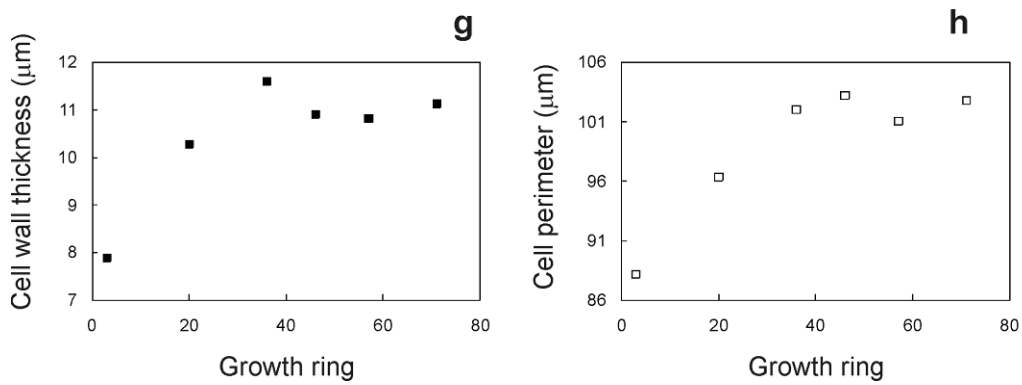 g
Cell wall thickness (μm)
12
11
10
9
8
7
0 20 40 60 80
Growth ring
h
Cell perimeter (μm)
106
101
96
91
86
0 20 40 60 80
Growth ring